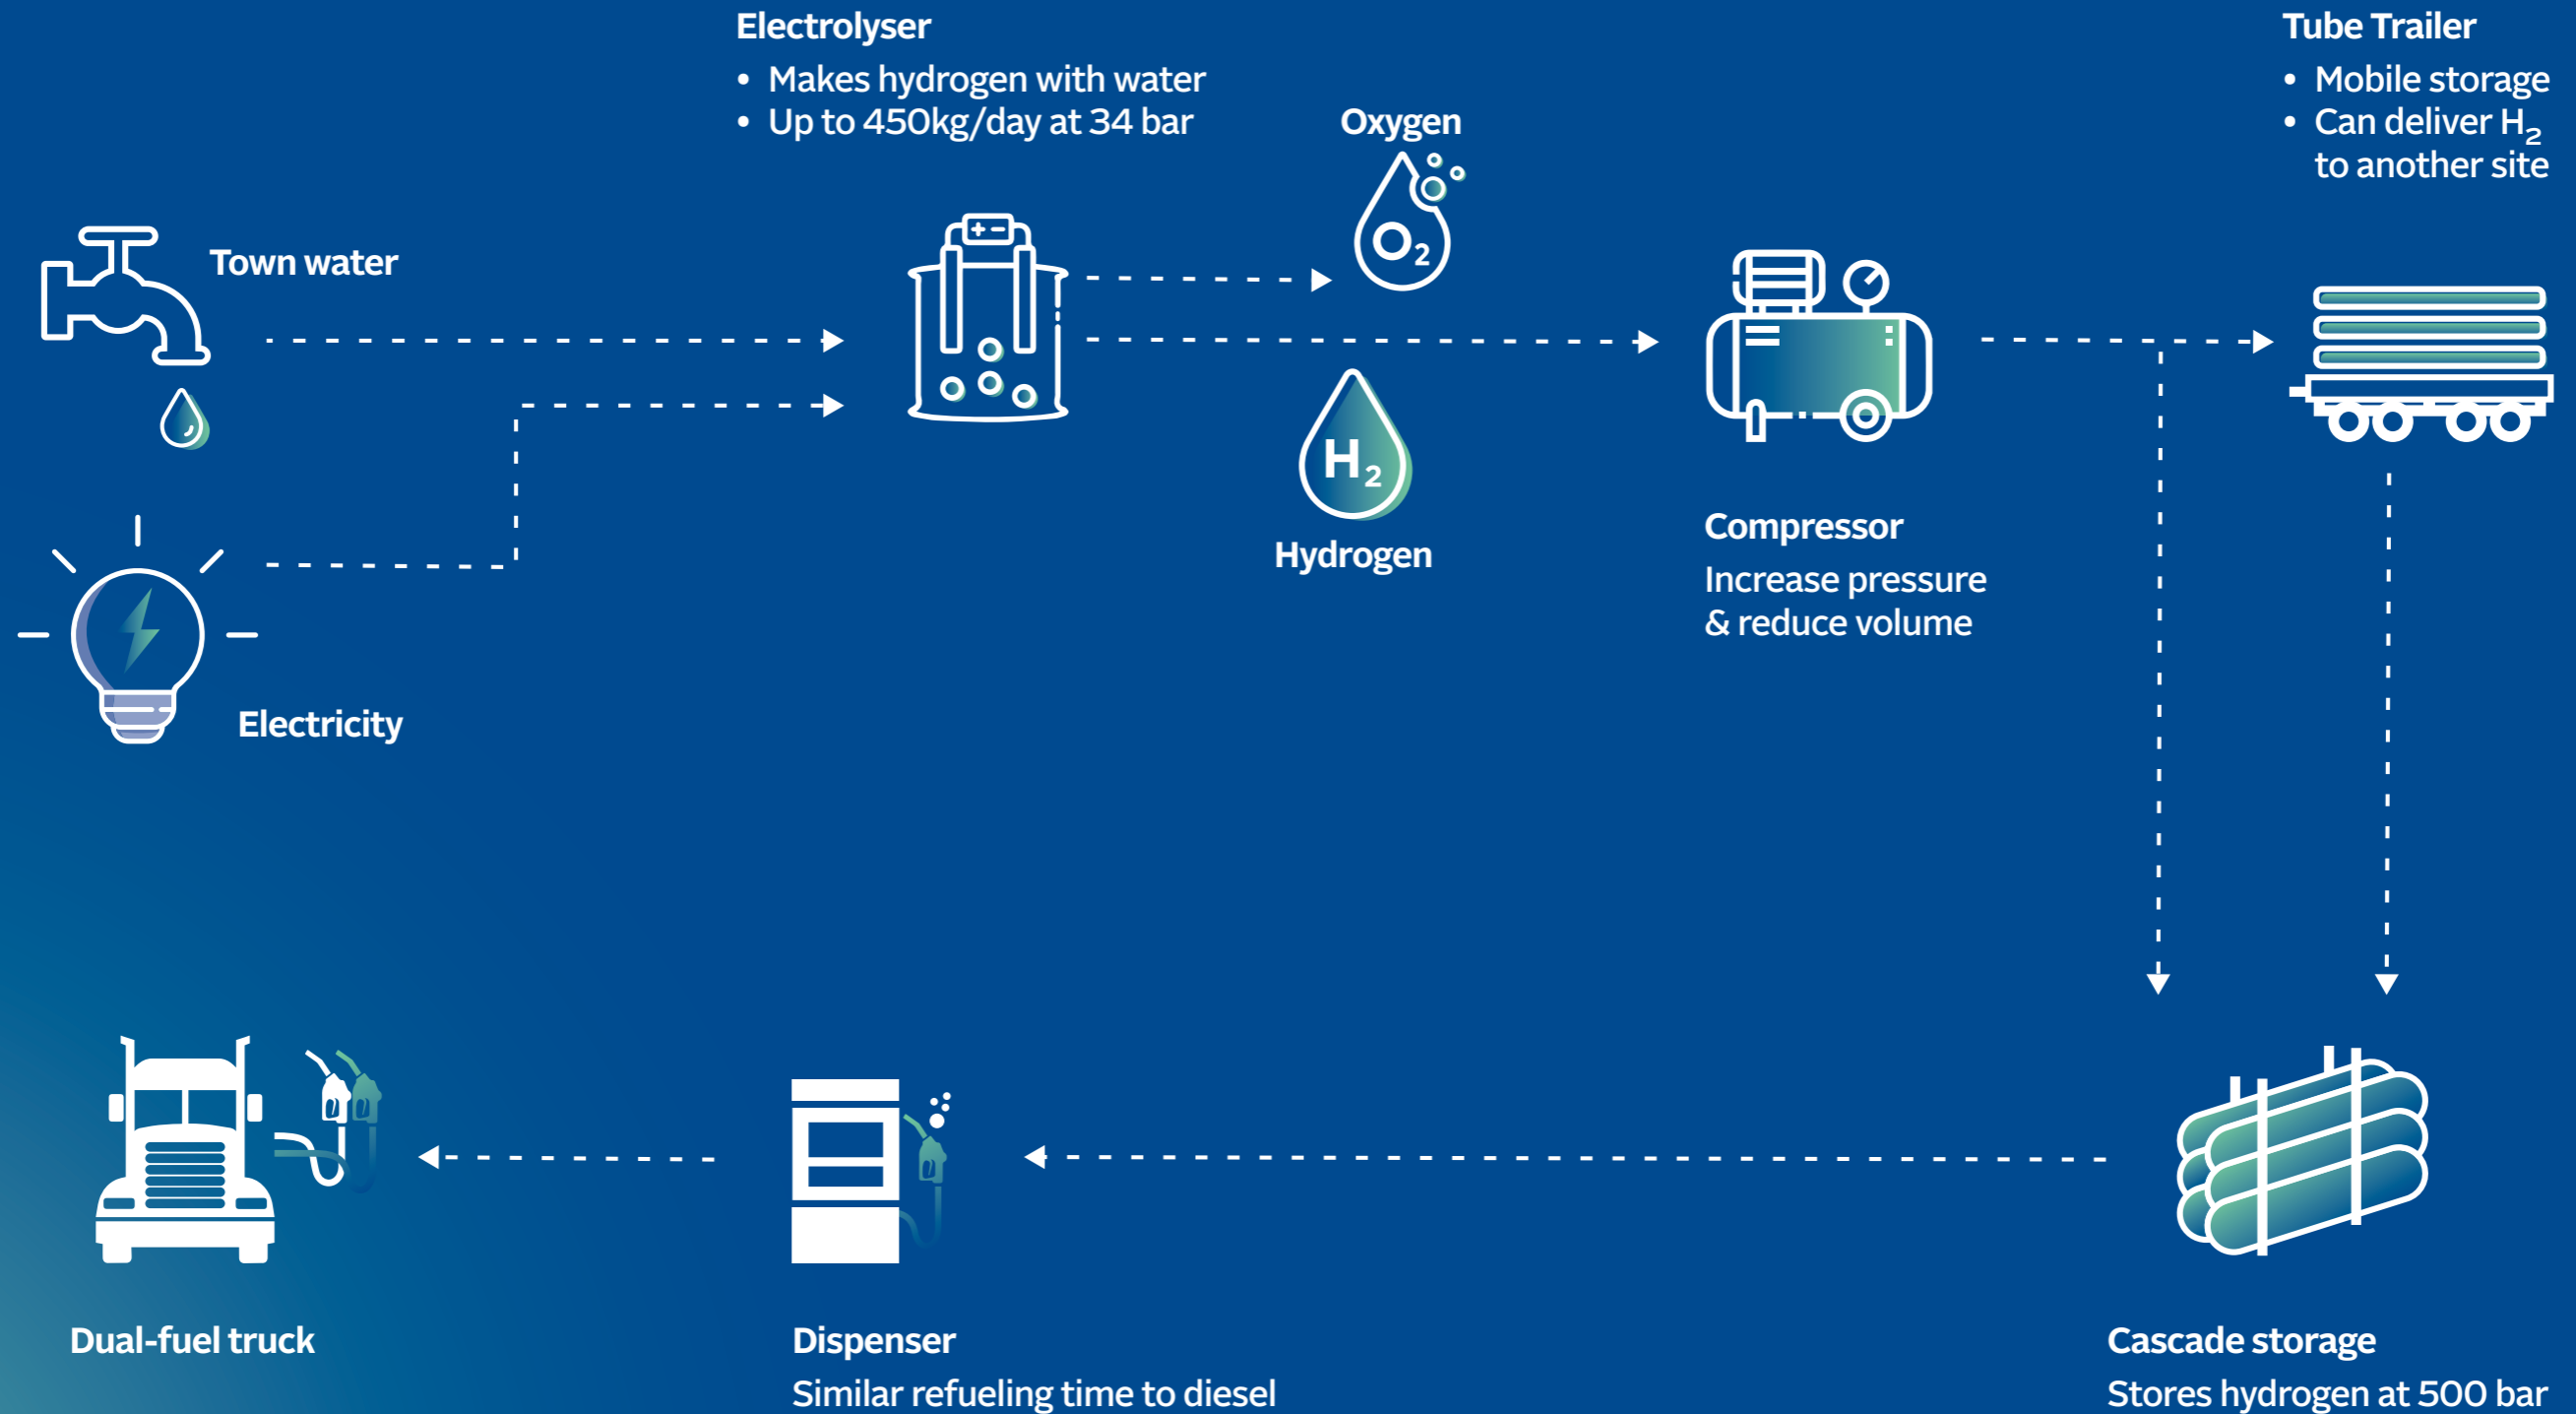 Electrolyser
• Makes hydrogen with water
• Up to 450kg/day at 34 bar
Oxygen
O₂
Tube Trailer
• Mobile storage
• Can deliver H₂
to another site
Town water
+ -
H₂
Hydrogen
Compressor
Increase pressure
& reduce volume
Electricity
Dual-fuel truck
Dispenser
Similar refueling time to diesel
Cascade storage
Stores hydrogen at 500 bar